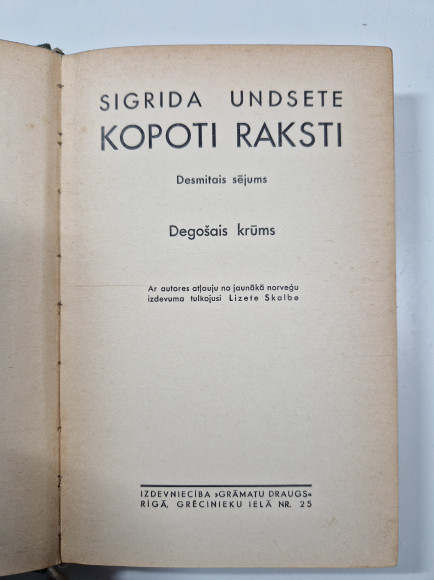 SIGRIDA UNDSETE
KOPOTI RAKSTI
Desmitais sējums
Degošais krūms
Ar autores atļauju no jaunākā norveģu
izdevuma tulkojusi Lizete Skalbe
IZDEVNIECĪBA »GRĀMATU DRAUGS«
RĪGĀ, GRĒCINIEKU IELĀ NR. 25